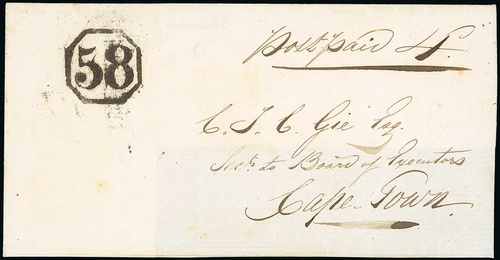 58
Post paid 4.
C. J. C. Gie Esq.
Secy. to Board of Executors
Cape Town.